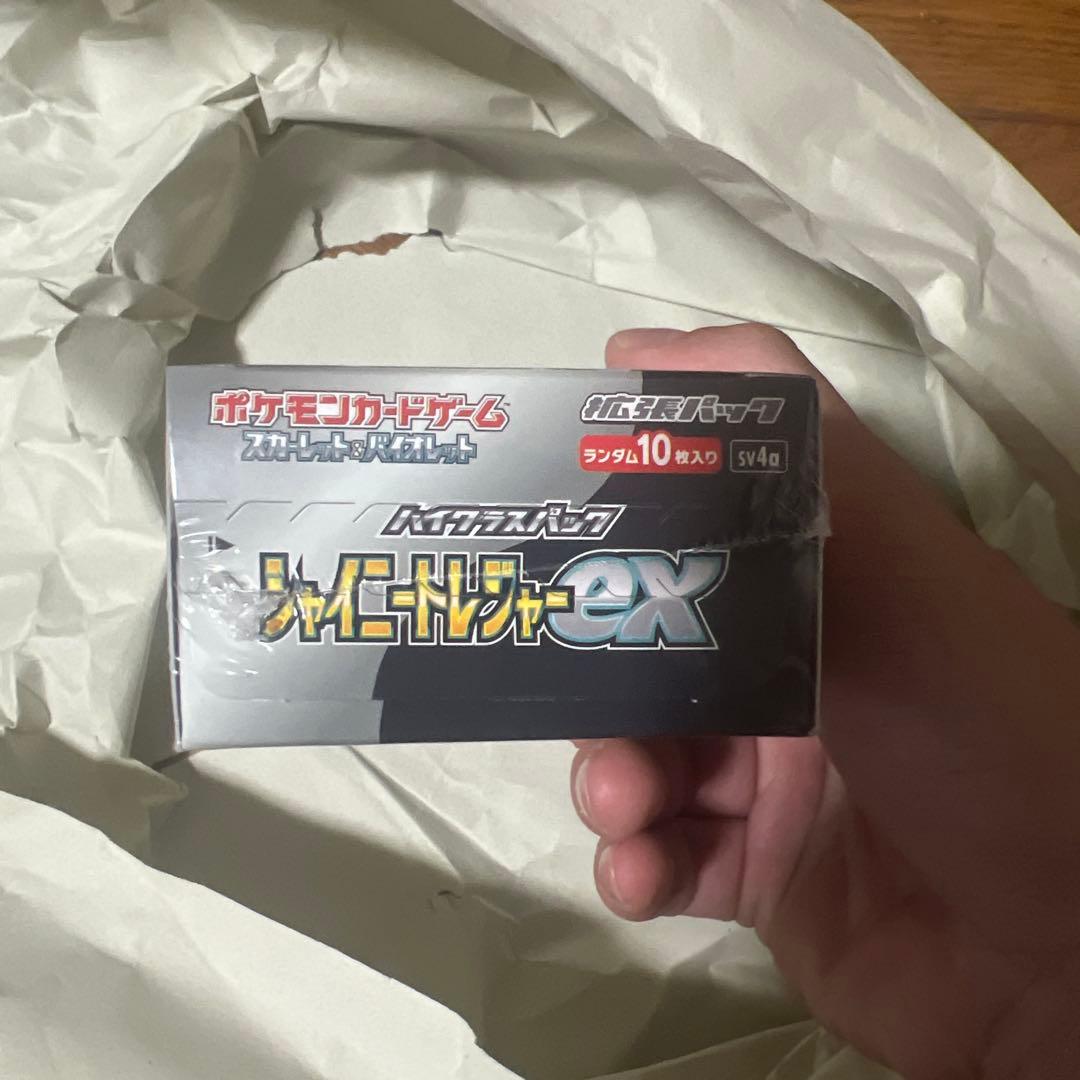 ポケモンカードゲーム
スカーレット&バイオレット
拡張パック
ランダム10枚入り SV4a
ハイクラスパック
シャイニートレジャーex